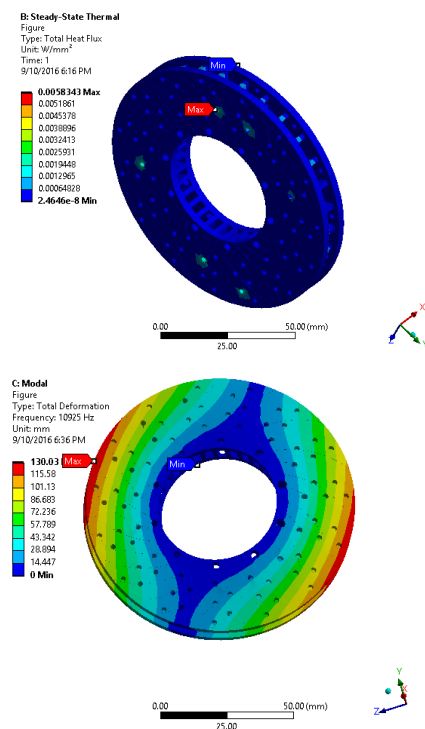 B: Steady-State Thermal
Figure
Type: Total Heat Flux
Unit: W/mm²
Time: 1
9/10/2016 6:16 PM
0.0058343 Max
0.0051861
0.0045378
0.0038896
0.0032413
0.0025931
0.0019448
0.0012965
0.00064828
2.4646e-8 Min
Min
Max
0.00
50.00 (mm)
25.00
X
Y
Z
C: Modal
Figure
Type: Total Deformation
Frequency: 10925 Hz
Unit: mm
9/10/2016 6:36 PM
130.03 Max
115.58
101.13
86.683
72.236
57.789
43.342
28.894
14.447
0 Min
Max
Min
0.00
50.00 (mm)
25.00
Y
X
Z